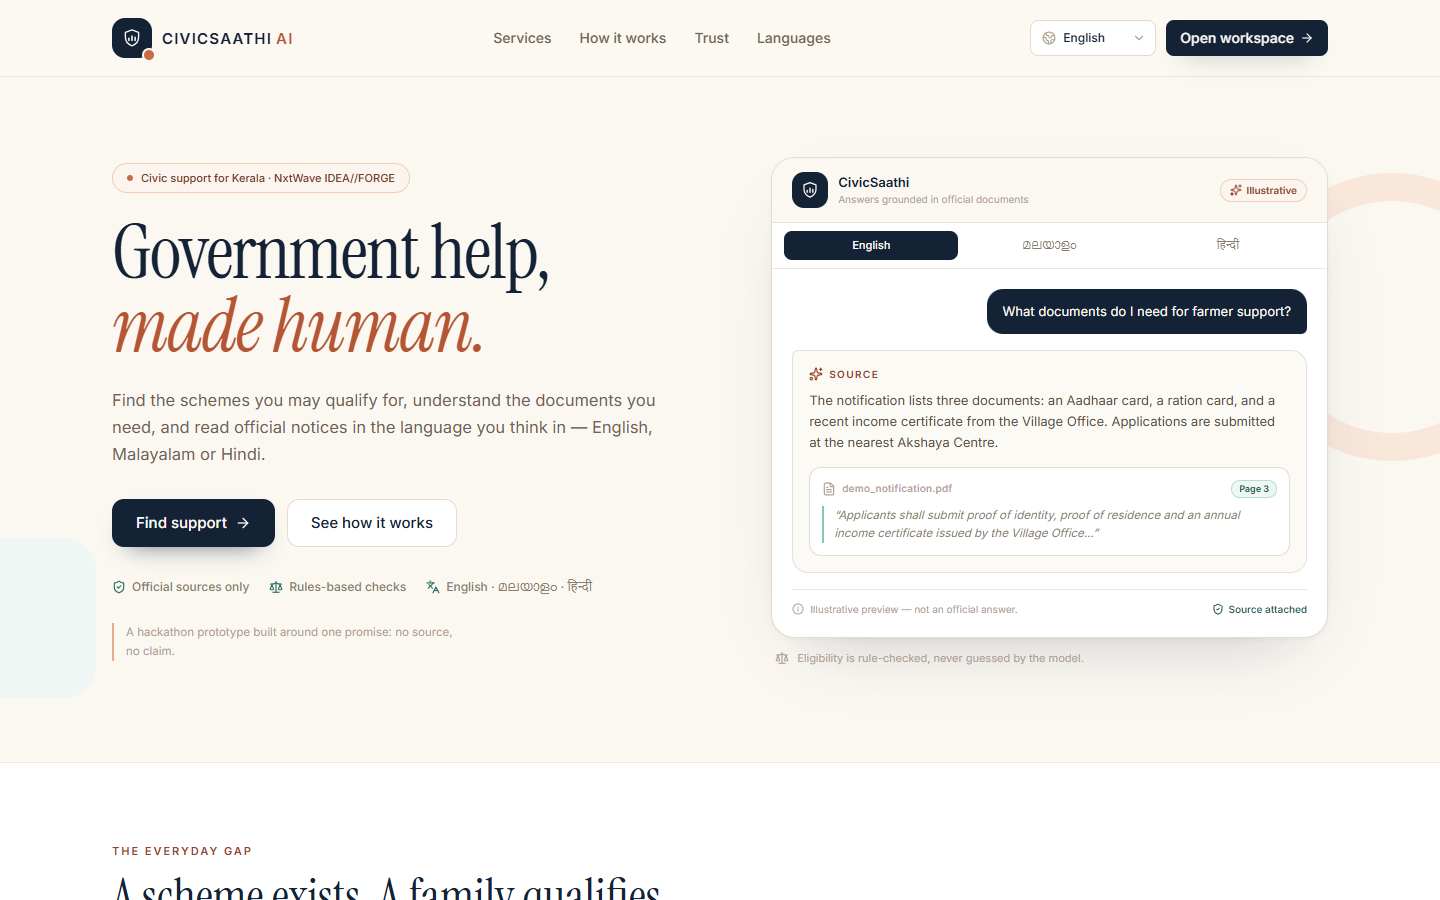 CIVICSAATHI AI
Services
How it works
Trust
Languages
English
Open workspace
Civic support for Kerala · NxtWave IDEA//FORGE
Government help,
made human.
Find the schemes you may qualify for, understand the documents you
need, and read official notices in the language you think in — English,
Malayalam or Hindi.
Find support
See how it works
Official sources only
Rules-based checks
English · മലയാളം · हिन्दी
A hackathon prototype built around one promise: no source,
no claim.
CivicSaathi
Answers grounded in official documents
Illustrative
English
മലയാളം
हिन्दी
What documents do I need for farmer support?
SOURCE
The notification lists three documents: an Aadhaar card, a ration card, and a
recent income certificate from the Village Office. Applications are submitted
at the nearest Akshaya Centre.
demo_notification.pdf
Page 3
“Applicants shall submit proof of identity, proof of residence and an annual
income certificate issued by the Village Office…”
Illustrative preview — not an official answer.
Source attached
Eligibility is rule-checked, never guessed by the model.
THE EVERYDAY GAP
A scheme exists. A family qualifies.